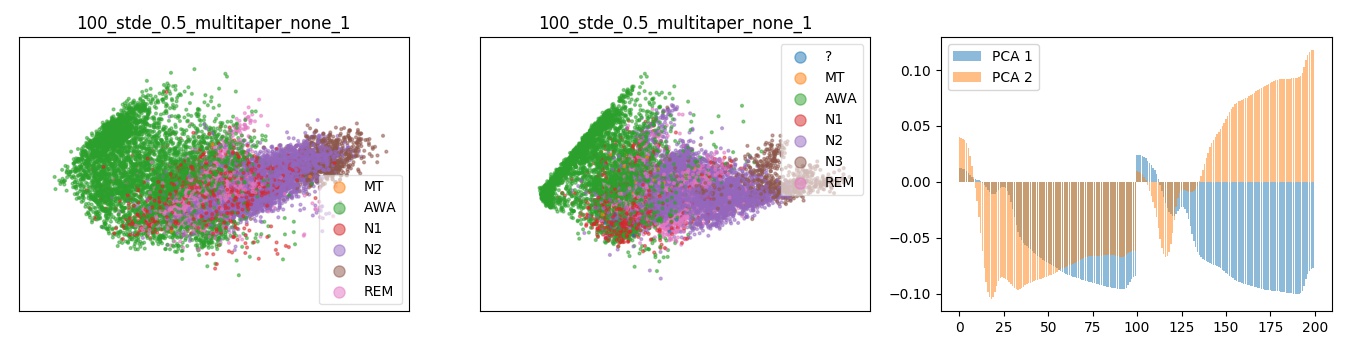 100_stde_0.5_multitaper_none_1
MT
AWA
N1
N2
N3
REM
100_stde_0.5_multitaper_none_1
?
MT
AWA
N1
N2
N3
REM
PCA 1
PCA 2
0.10
0.05
0.00
−0.05
−0.10
0 25 50 75 100 125 150 175 200